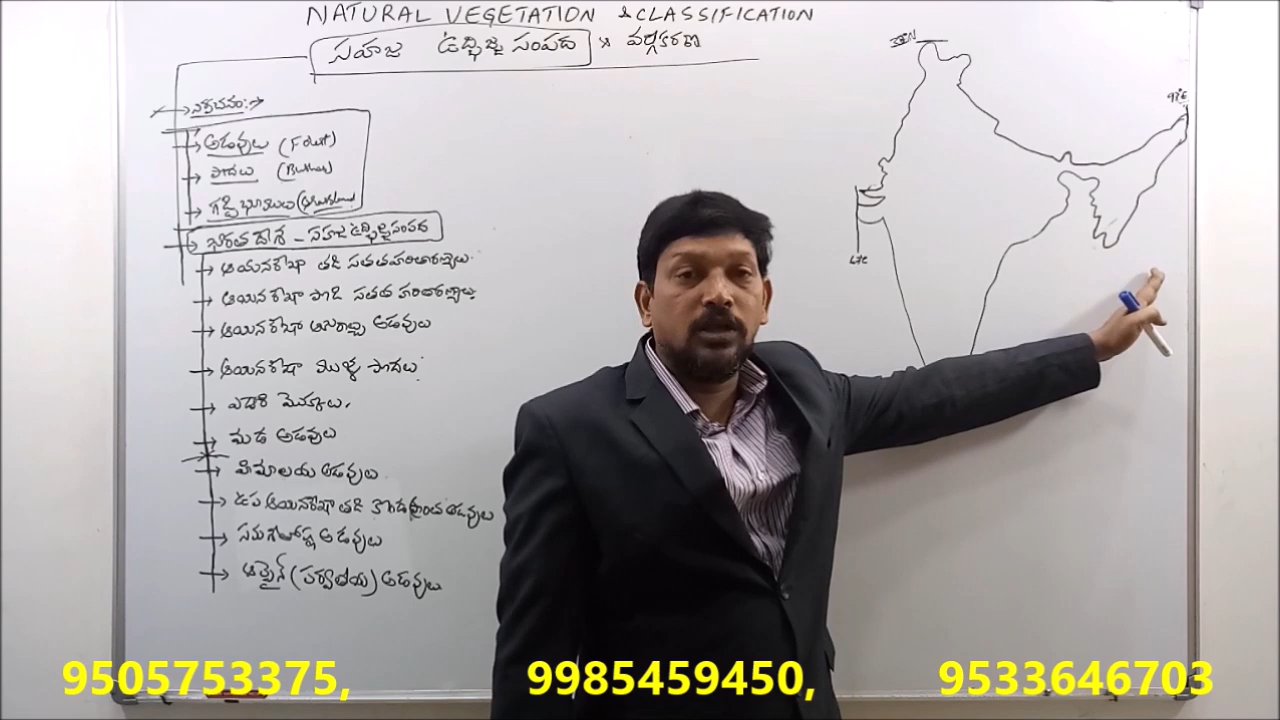 NATURAL VEGETATION & CLASSIFICATION
సహజ ఉద్భిజ్జ సంపద & వర్గీకరణ
నిర్వచనం:→
→ అడవులు (Forest)
→ పొదలు (Bushes)
→ గడ్డి భూములు
→ భారతదేశ - సహజ ఉద్భిజ్జ సంపద
→ ఆయనరేఖా తడి సతతహరితారణ్యాలు.
→ ఆయనరేఖా పొడి సతత హరితారణ్యాలు.
→ ఆయనరేఖా ఆకురాల్చు అడవులు
→ ఆయనరేఖా ముళ్ళ పొదలు.
→ ఎడారి మొక్కలు.
→ మడ అడవులు
→ హిమాలయ అడవులు
→ ఉప ఆయనరేఖా తడి కొండప్రాంత అడవులు
→ సమశీతోష్ణ అడవులు
→ ఆల్పైన్ (పర్వతీయ) అడవులు
97°E
9505753375, 9985459450, 9533646703